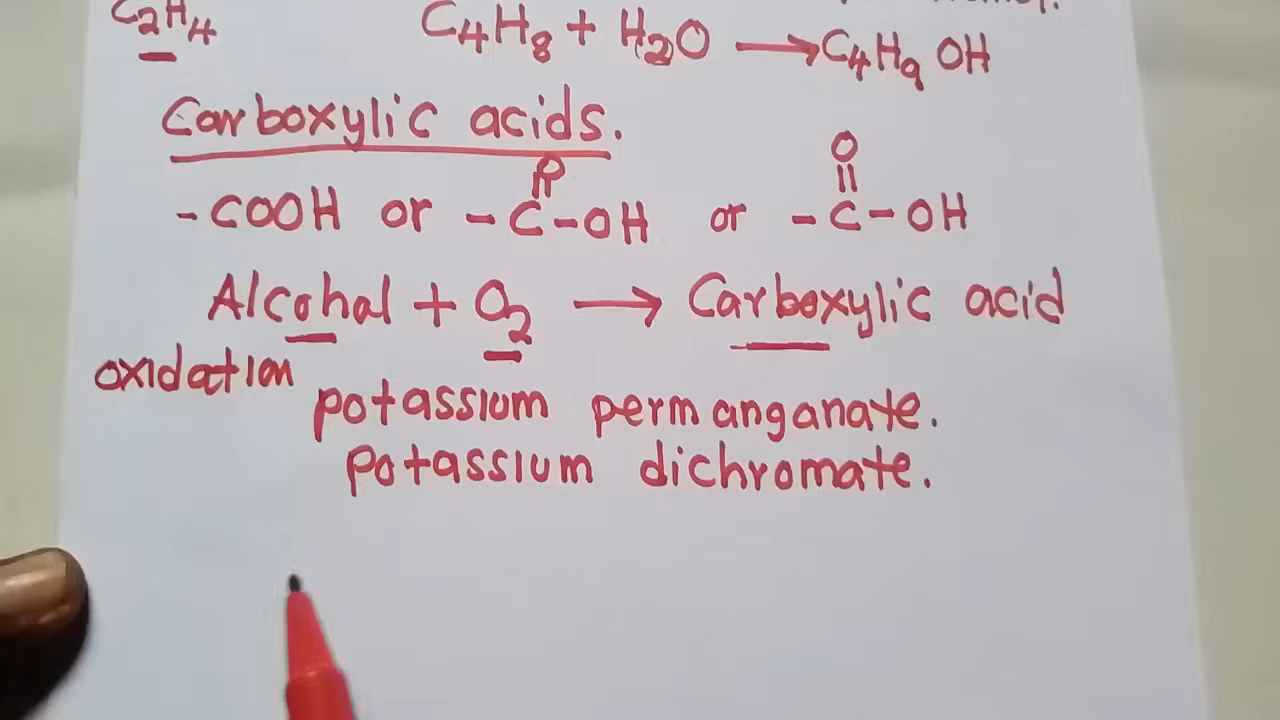 C₂H₄
C₄H₈ + H₂O ⟶ C₄H₉ OH
Carboxylic acids.
O
-COOH or -C-OH or -C-OH
Alcohal + O₂ ⟶ Carboxylic acid
oxidation
potassium permanganate.
potassium dichromate.